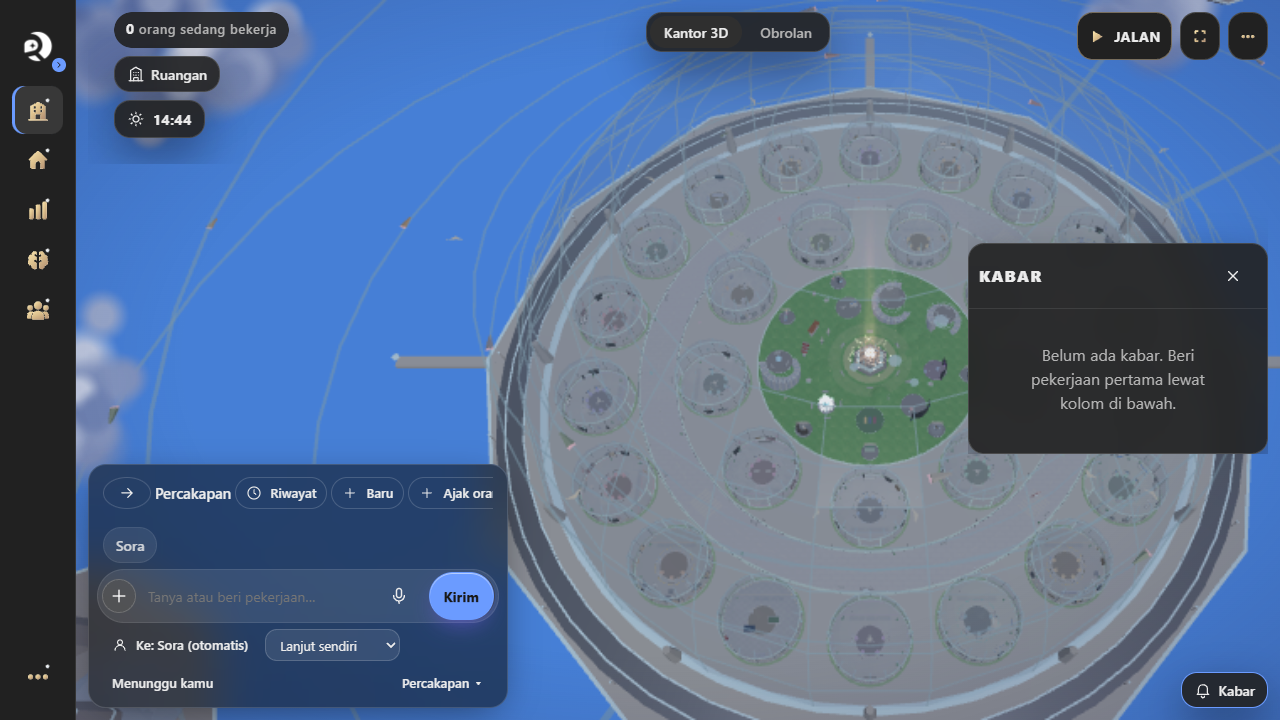 0 orang sedang bekerja
Kantor 3D
Obrolan
JALAN
Ruangan
14:44
KABAR
Belum ada kabar. Beri
pekerjaan pertama lewat
kolom di bawah.
Percakapan
Riwayat
Baru
Ajak ora
Sora
Tanya atau beri pekerjaan...
Kirim
Ke: Sora (otomatis)
Lanjut sendiri
Menunggu kamu
Percakapan
Kabar